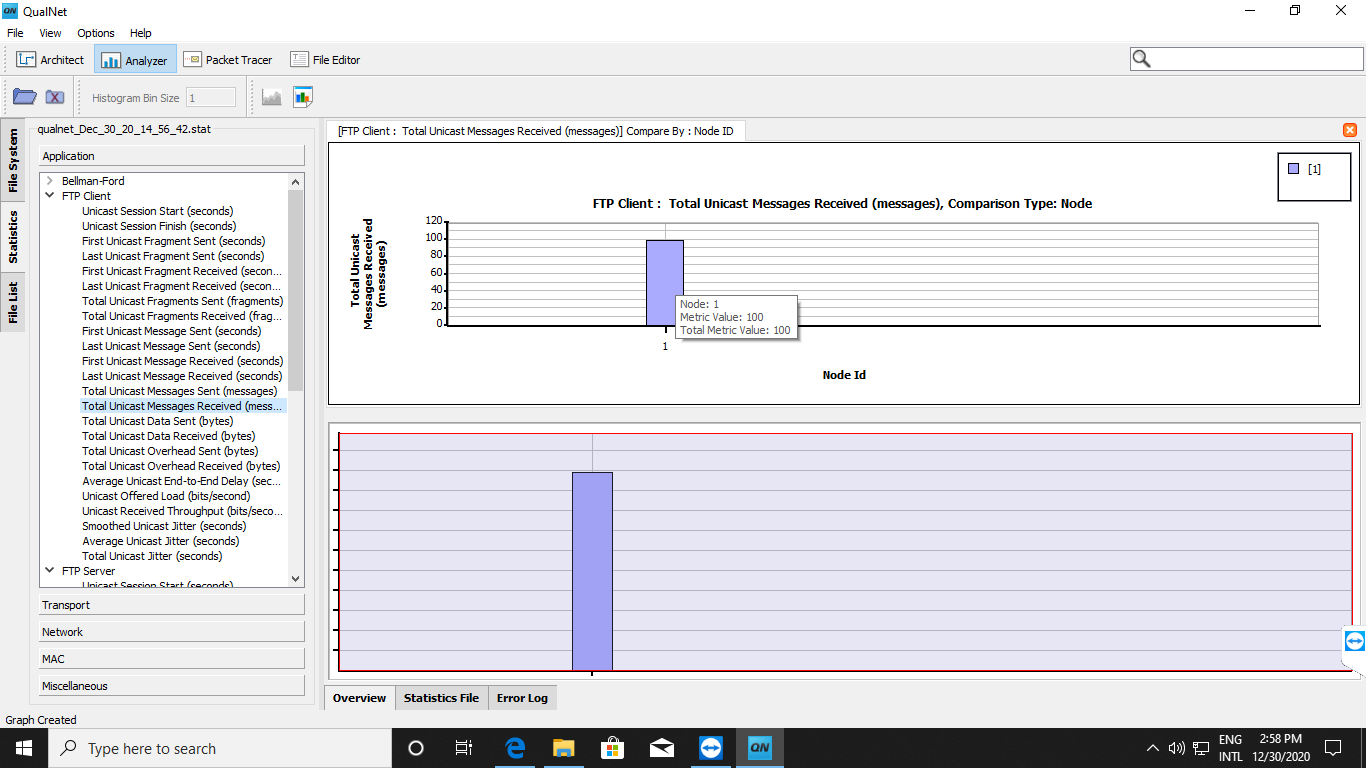 QN QualNet
File View Options Help
Architect Analyzer Packet Tracer File Editor
Histogram Bin Size 1
File System
Statistics
File List
qualnet_Dec_30_20_14_56_42.stat
Application
Bellman-Ford
FTP Client
Unicast Session Start (seconds)
Unicast Session Finish (seconds)
First Unicast Fragment Sent (seconds)
Last Unicast Fragment Sent (seconds)
First Unicast Fragment Received (secon...
Last Unicast Fragment Received (secon...
Total Unicast Fragments Sent (fragments)
Total Unicast Fragments Received (frag...
First Unicast Message Sent (seconds)
Last Unicast Message Sent (seconds)
First Unicast Message Received (seconds)
Last Unicast Message Received (seconds)
Total Unicast Messages Sent (messages)
Total Unicast Messages Received (mess...
Total Unicast Data Sent (bytes)
Total Unicast Data Received (bytes)
Total Unicast Overhead Sent (bytes)
Total Unicast Overhead Received (bytes)
Average Unicast End-to-End Delay (sec...
Unicast Offered Load (bits/second)
Unicast Received Throughput (bits/seco...
Smoothed Unicast Jitter (seconds)
Average Unicast Jitter (seconds)
Total Unicast Jitter (seconds)
FTP Server
Unicast Session Start (seconds)
Transport
Network
MAC
Miscellaneous
[FTP Client : Total Unicast Messages Received (messages)] Compare By : Node ID
[1]
FTP Client : Total Unicast Messages Received (messages), Comparison Type: Node
Total Unicast
Messages Received
(messages)
120
100
80
60
40
20
0
Node: 1
Metric Value: 100
Total Metric Value: 100
1
Node Id
Overview Statistics File Error Log
Graph Created
Type here to search
QN
ENG 2:58 PM
INTL 12/30/2020